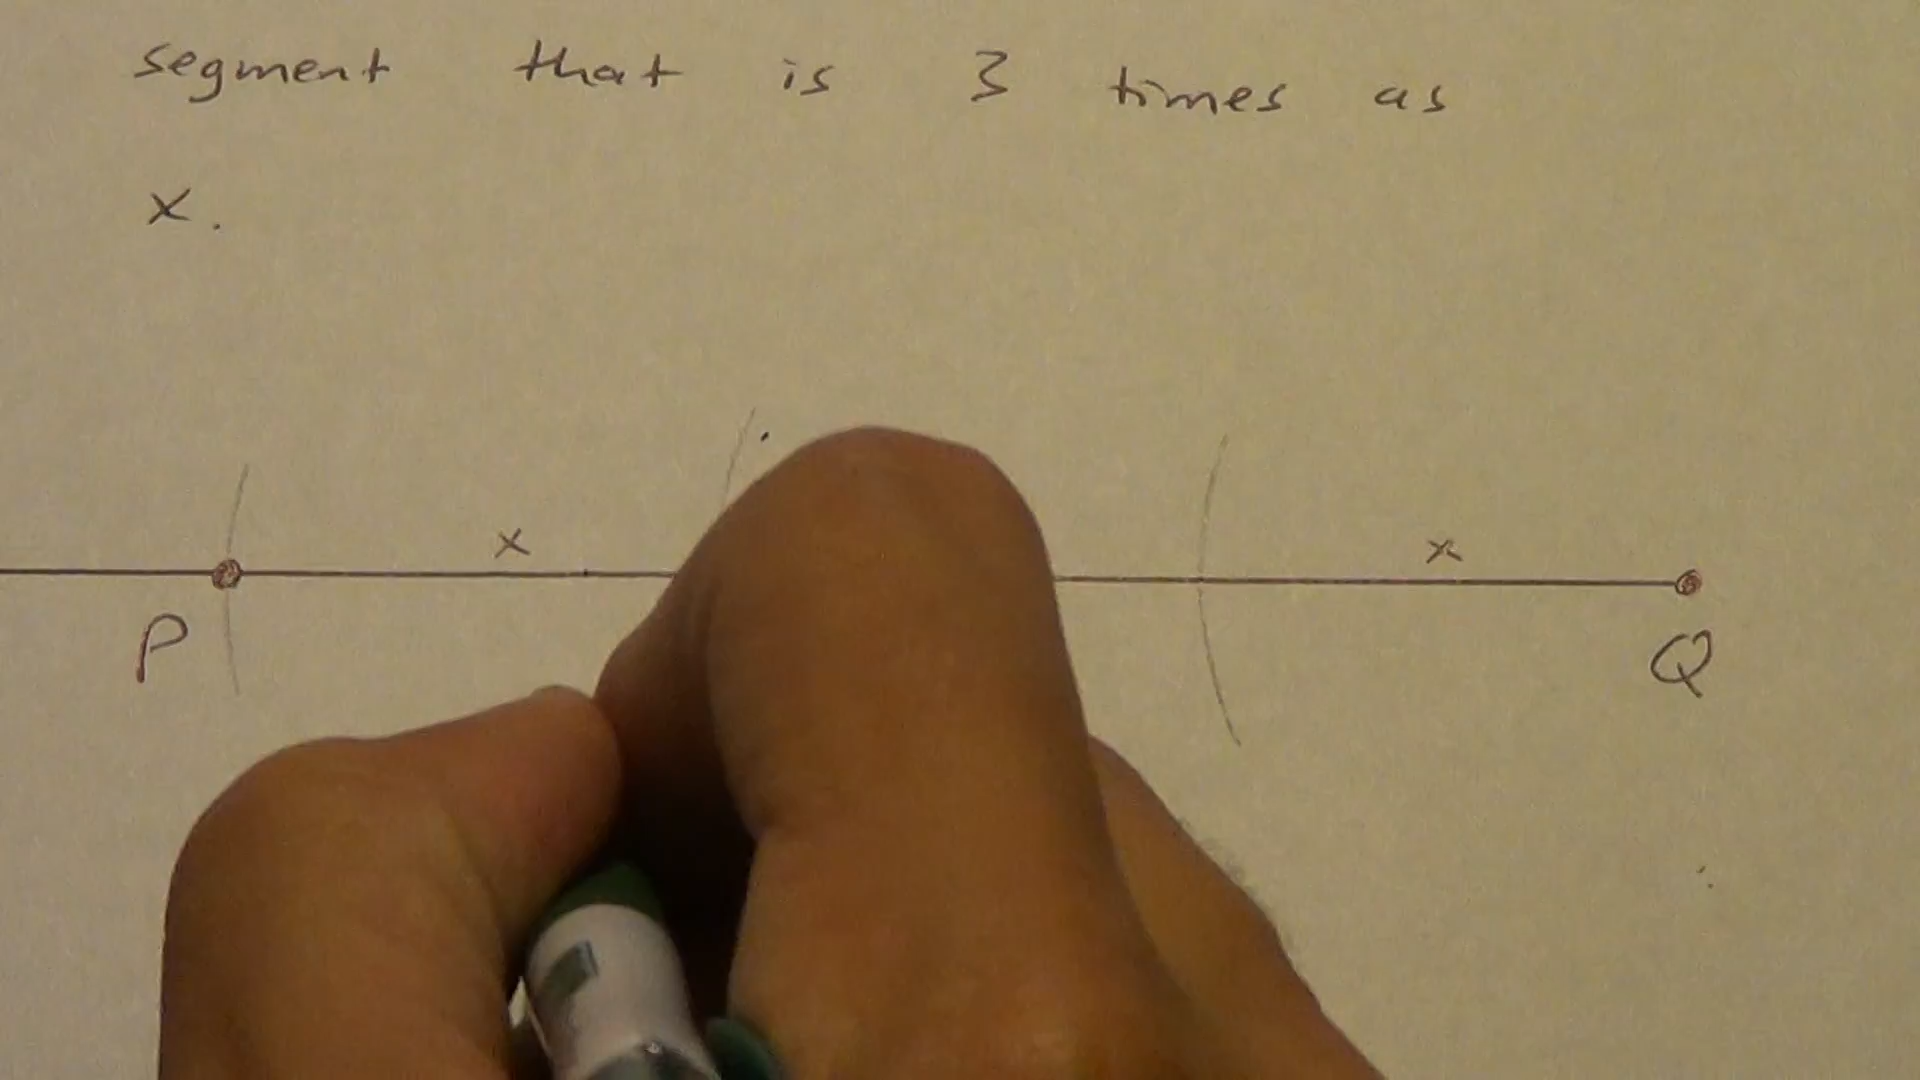 segment that is 3 times as
x.
x x
P Q